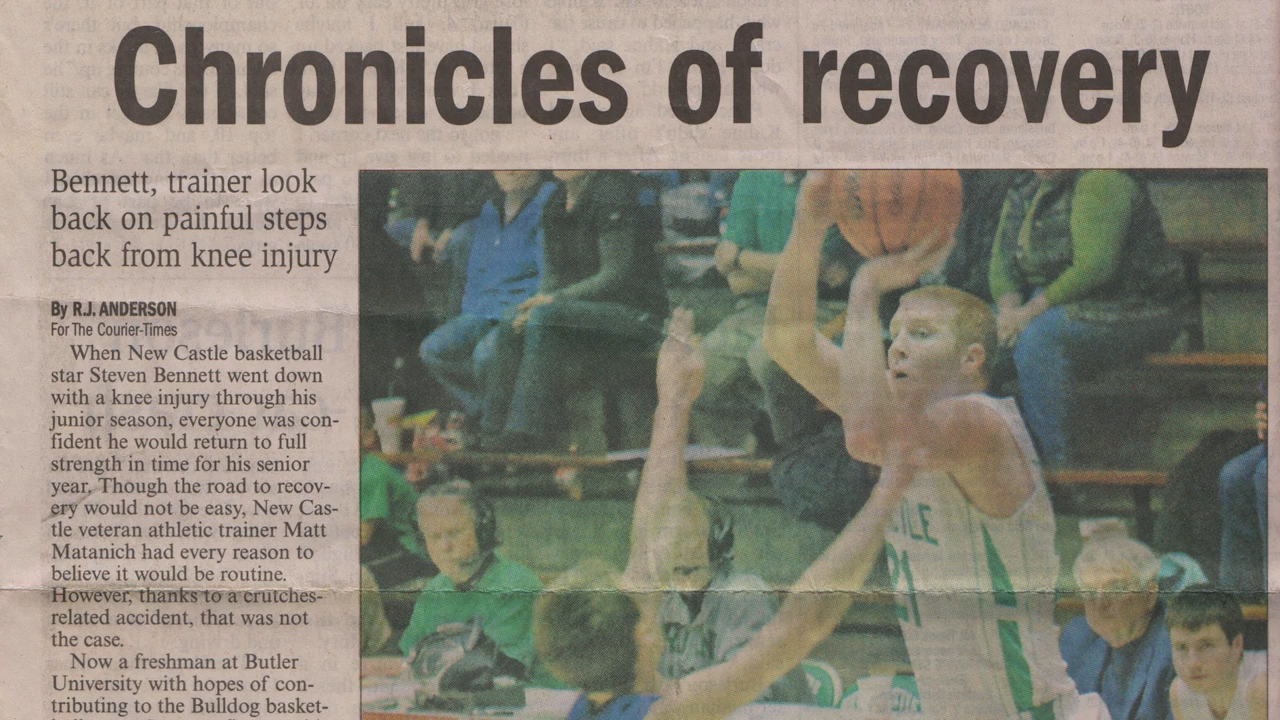 Chronicles of recovery
Bennett, trainer look
back on painful steps
back from knee injury
By R.J. ANDERSON
For The Courier-Times
When New Castle basketball
star Steven Bennett went down
with a knee injury through his
junior season, everyone was con-
fident he would return to full
strength in time for his senior
year. Though the road to recov-
ery would not be easy, New Cas-
tle veteran athletic trainer Matt
Matanich had every reason to
believe it would be routine.
However, thanks to a crutches-
related accident, that was not
the case.
Now a freshman at Butler
University with hopes of con-
tributing to the Bulldog basket-
21